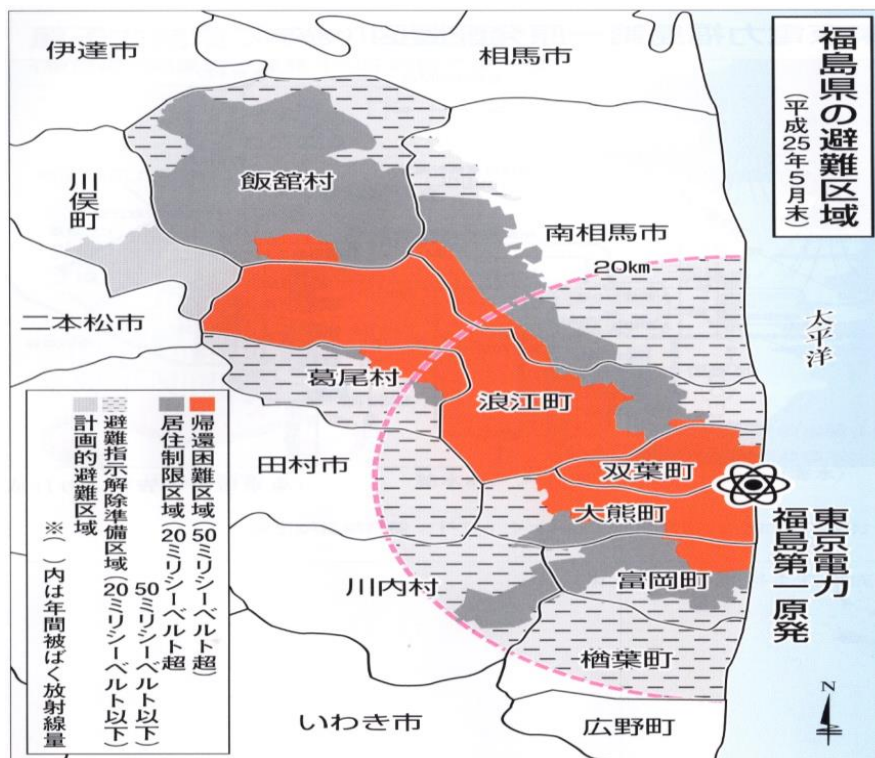 福島県の避難区域
(平成25年5月末)
伊達市
相馬市
川俣町
飯舘村
南相馬市
20km
二本松市
太平洋
葛尾村
浪江町
田村市
双葉町
大熊町
東京電力
福島第一原発
川内村
富岡町
楢葉町
いわき市
広野町
N
帰還困難区域(50ミリシーベルト超)
居住制限区域(20ミリシーベルト超
50ミリシーベルト以下)
避難指示解除準備区域(20ミリシーベルト以下)
計画的避難区域
※( )内は年間被ばく放射線量